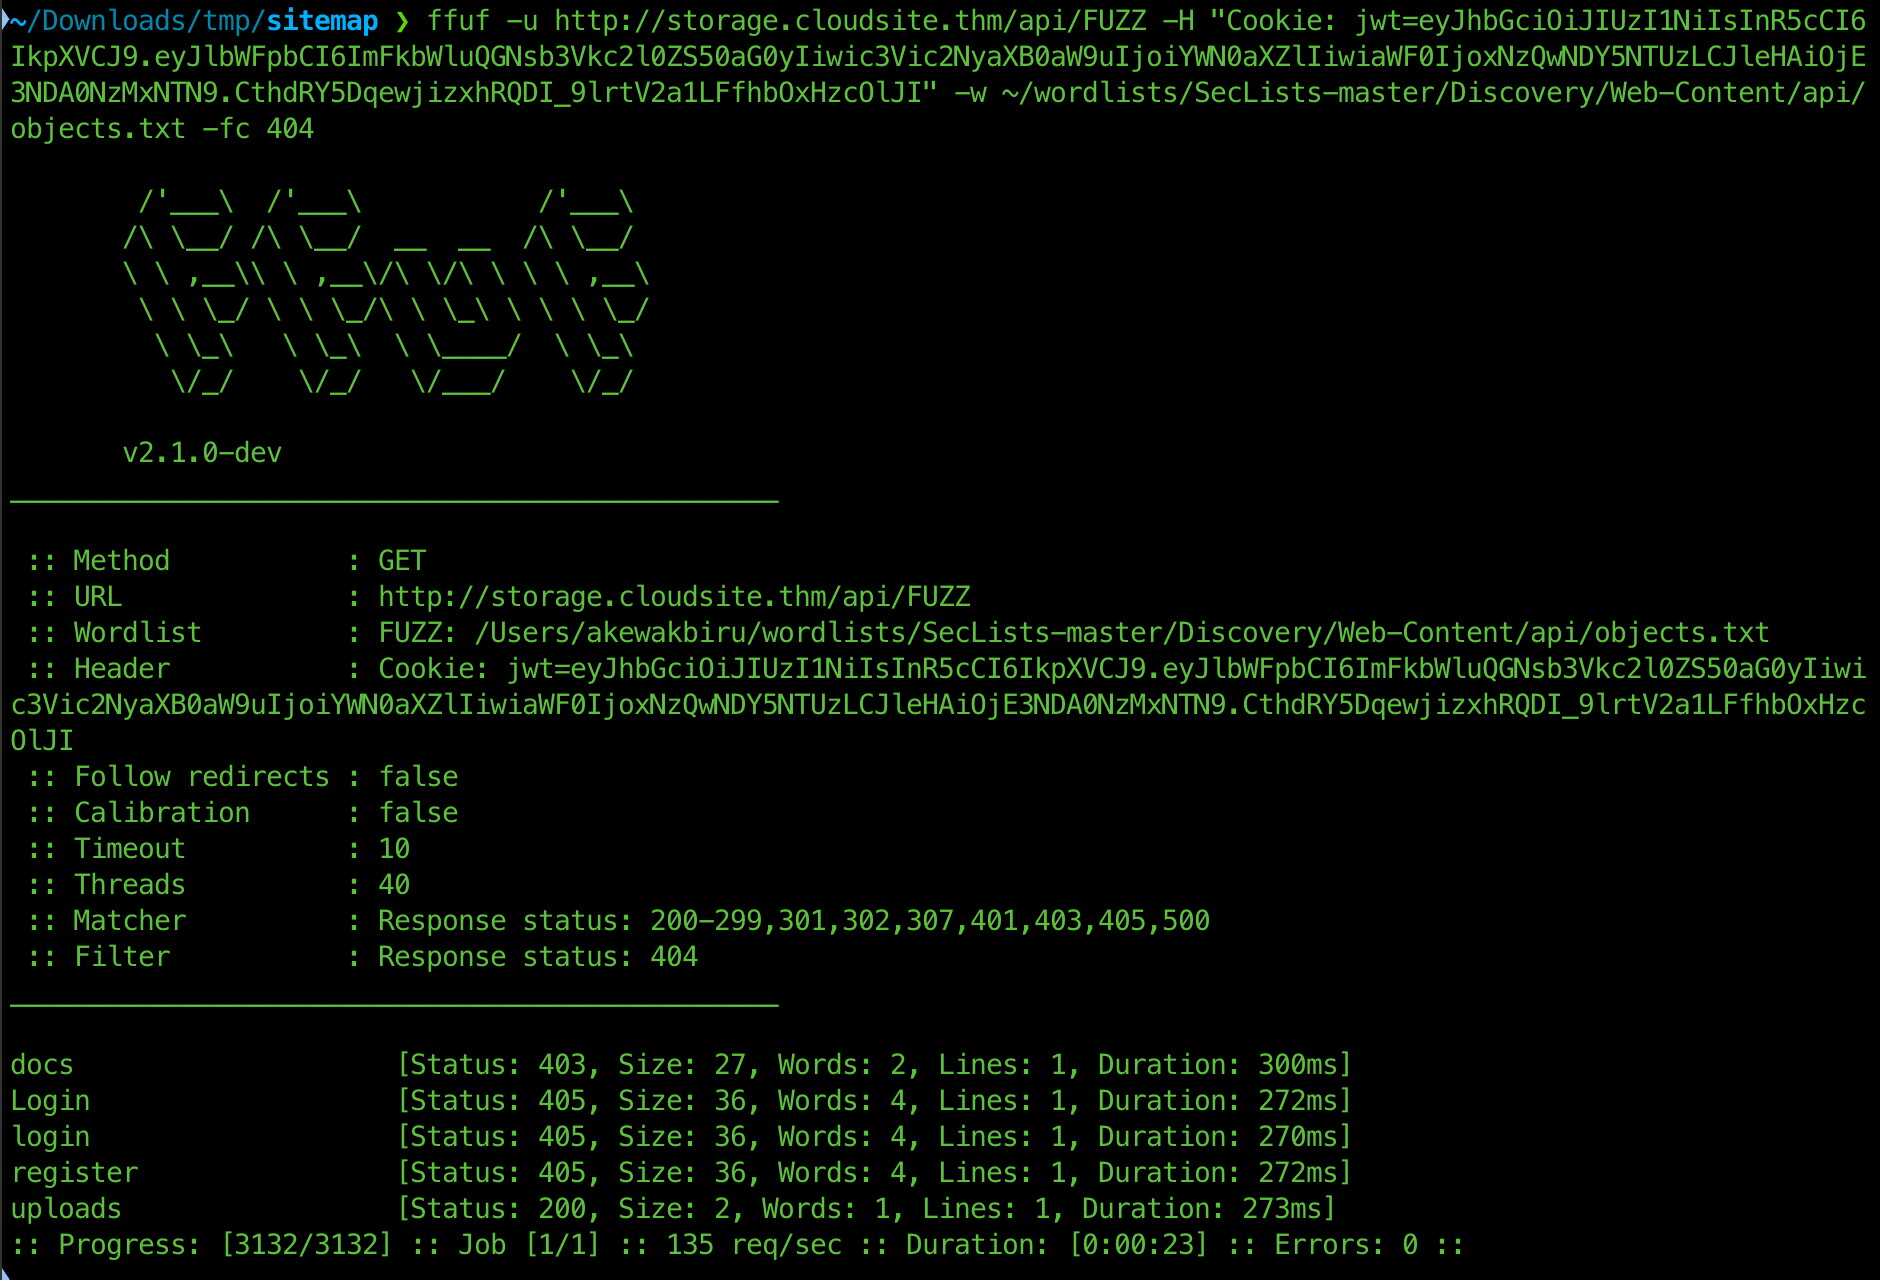 ~/Downloads/tmp/sitemap ❯ ffuf -u http://storage.cloudsite.thm/api/FUZZ -H "Cookie: jwt=eyJhbGciOiJIUzI1NiIsInR5cCI6
IkpXVCJ9.eyJlbWFpbCI6ImFkbWluQGNsb3Vkc2l0ZS50aG0yIiwic3Vic2NyaXB0aW9uIjoiYWN0aXZlIiwiaWF0IjoxNzQwNDY5NTUzLCJleHAiOjE
3NDA0NzMxNTN9.CthdRY5DqewjizxhRQDI_9lrtV2a1LFfhbOxHzcOlJI" -w ~/wordlists/SecLists-master/Discovery/Web-Content/api/
objects.txt -fc 404
        /'___\  /'___\           /'___\
       /\ \__/ /\ \__/  __  __  /\ \__/
       \ \ ,__\\ \ ,__\/\ \/\ \ \ \ ,__\
        \ \ \_/ \ \ \_/\ \ \_\ \ \ \ \_/
         \ \_\   \ \_\  \ \____/  \ \_\
          \/_/    \/_/   \/___/    \/_/
       v2.1.0-dev
________________________________________________
 :: Method           : GET
 :: URL              : http://storage.cloudsite.thm/api/FUZZ
 :: Wordlist         : FUZZ: /Users/akewakbiru/wordlists/SecLists-master/Discovery/Web-Content/api/objects.txt
 :: Header           : Cookie: jwt=eyJhbGciOiJIUzI1NiIsInR5cCI6IkpXVCJ9.eyJlbWFpbCI6ImFkbWluQGNsb3Vkc2l0ZS50aG0yIiwi
c3Vic2NyaXB0aW9uIjoiYWN0aXZlIiwiaWF0IjoxNzQwNDY5NTUzLCJleHAiOjE3NDA0NzMxNTN9.CthdRY5DqewjizxhRQDI_9lrtV2a1LFfhbOxHzc
OlJI
 :: Follow redirects : false
 :: Calibration      : false
 :: Timeout          : 10
 :: Threads          : 40
 :: Matcher          : Response status: 200-299,301,302,307,401,403,405,500
 :: Filter           : Response status: 404
________________________________________________
docs                    [Status: 403, Size: 27, Words: 2, Lines: 1, Duration: 300ms]
Login                   [Status: 405, Size: 36, Words: 4, Lines: 1, Duration: 272ms]
login                   [Status: 405, Size: 36, Words: 4, Lines: 1, Duration: 270ms]
register                [Status: 405, Size: 36, Words: 4, Lines: 1, Duration: 272ms]
uploads                 [Status: 200, Size: 2, Words: 1, Lines: 1, Duration: 273ms]
:: Progress: [3132/3132] :: Job [1/1] :: 135 req/sec :: Duration: [0:00:23] :: Errors: 0 ::